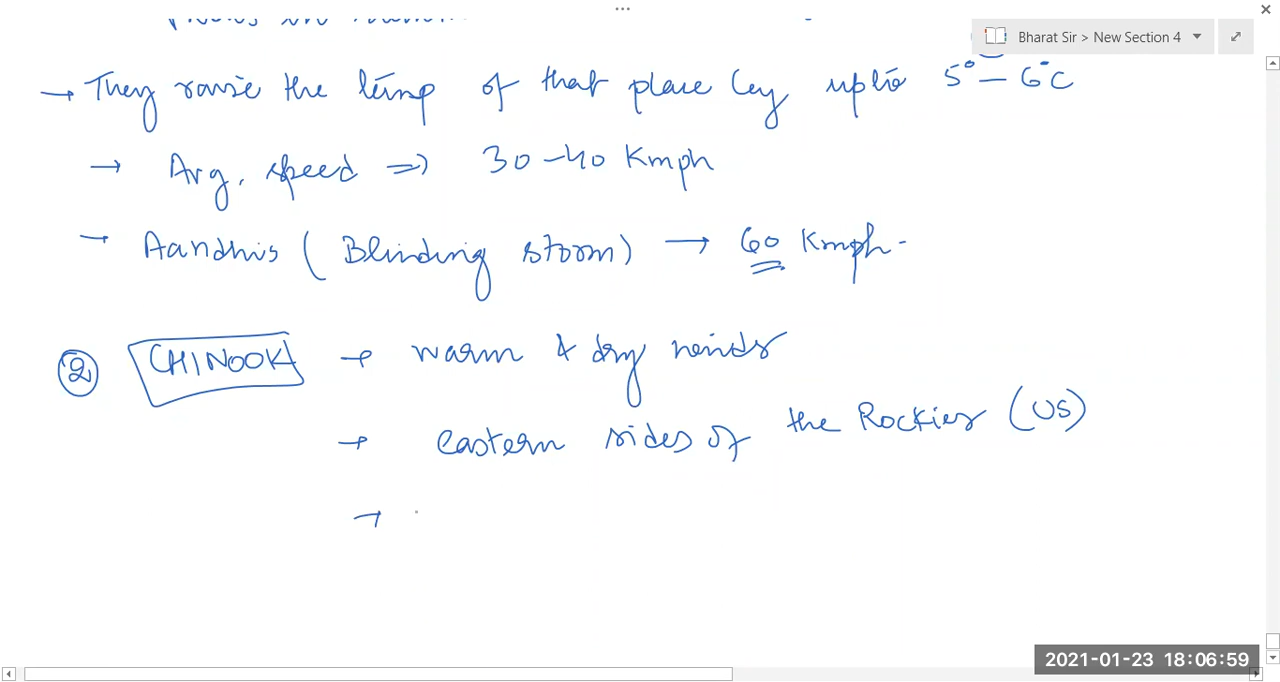 Bharat Sir > New Section 4
→ They raise the temp of that place by upto 5° – 6°C
→ Avg. speed ⇒ 30-40 Kmph
→ Aandhis (Blinding storm) → 60 Kmph.
② CHINOOK → warm & dry winds
→ eastern sides of the Rockies (US)
→
2021-01-23 18:06:59